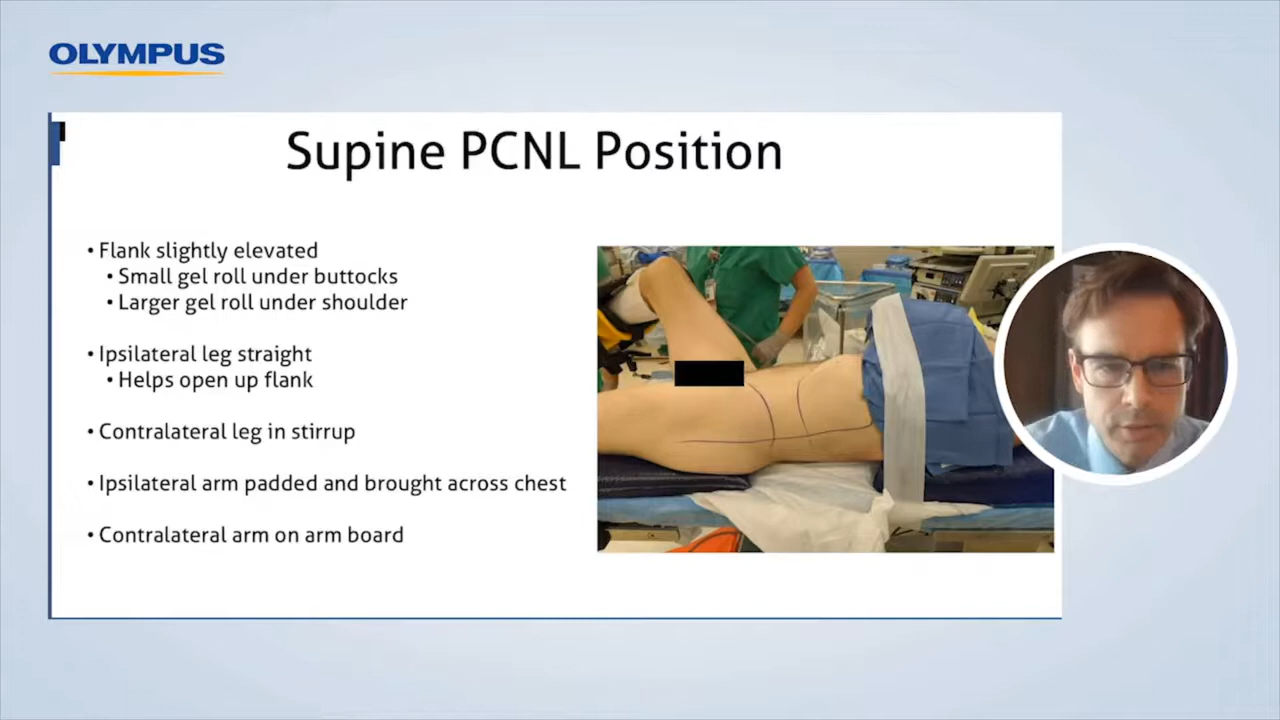 OLYMPUS
Supine PCNL Position
• Flank slightly elevated
• Small gel roll under buttocks
• Larger gel roll under shoulder
• Ipsilateral leg straight
• Helps open up flank
• Contralateral leg in stirrup
• Ipsilateral arm padded and brought across chest
• Contralateral arm on arm board